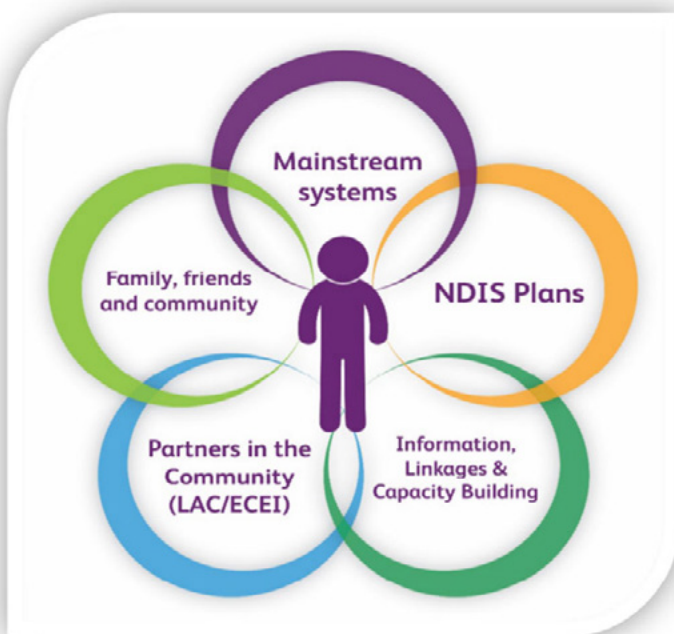 Mainstream
systems
Family, friends
and community
NDIS Plans
Partners in the
Community
(LAC/ECEI)
Information,
Linkages &
Capacity Building